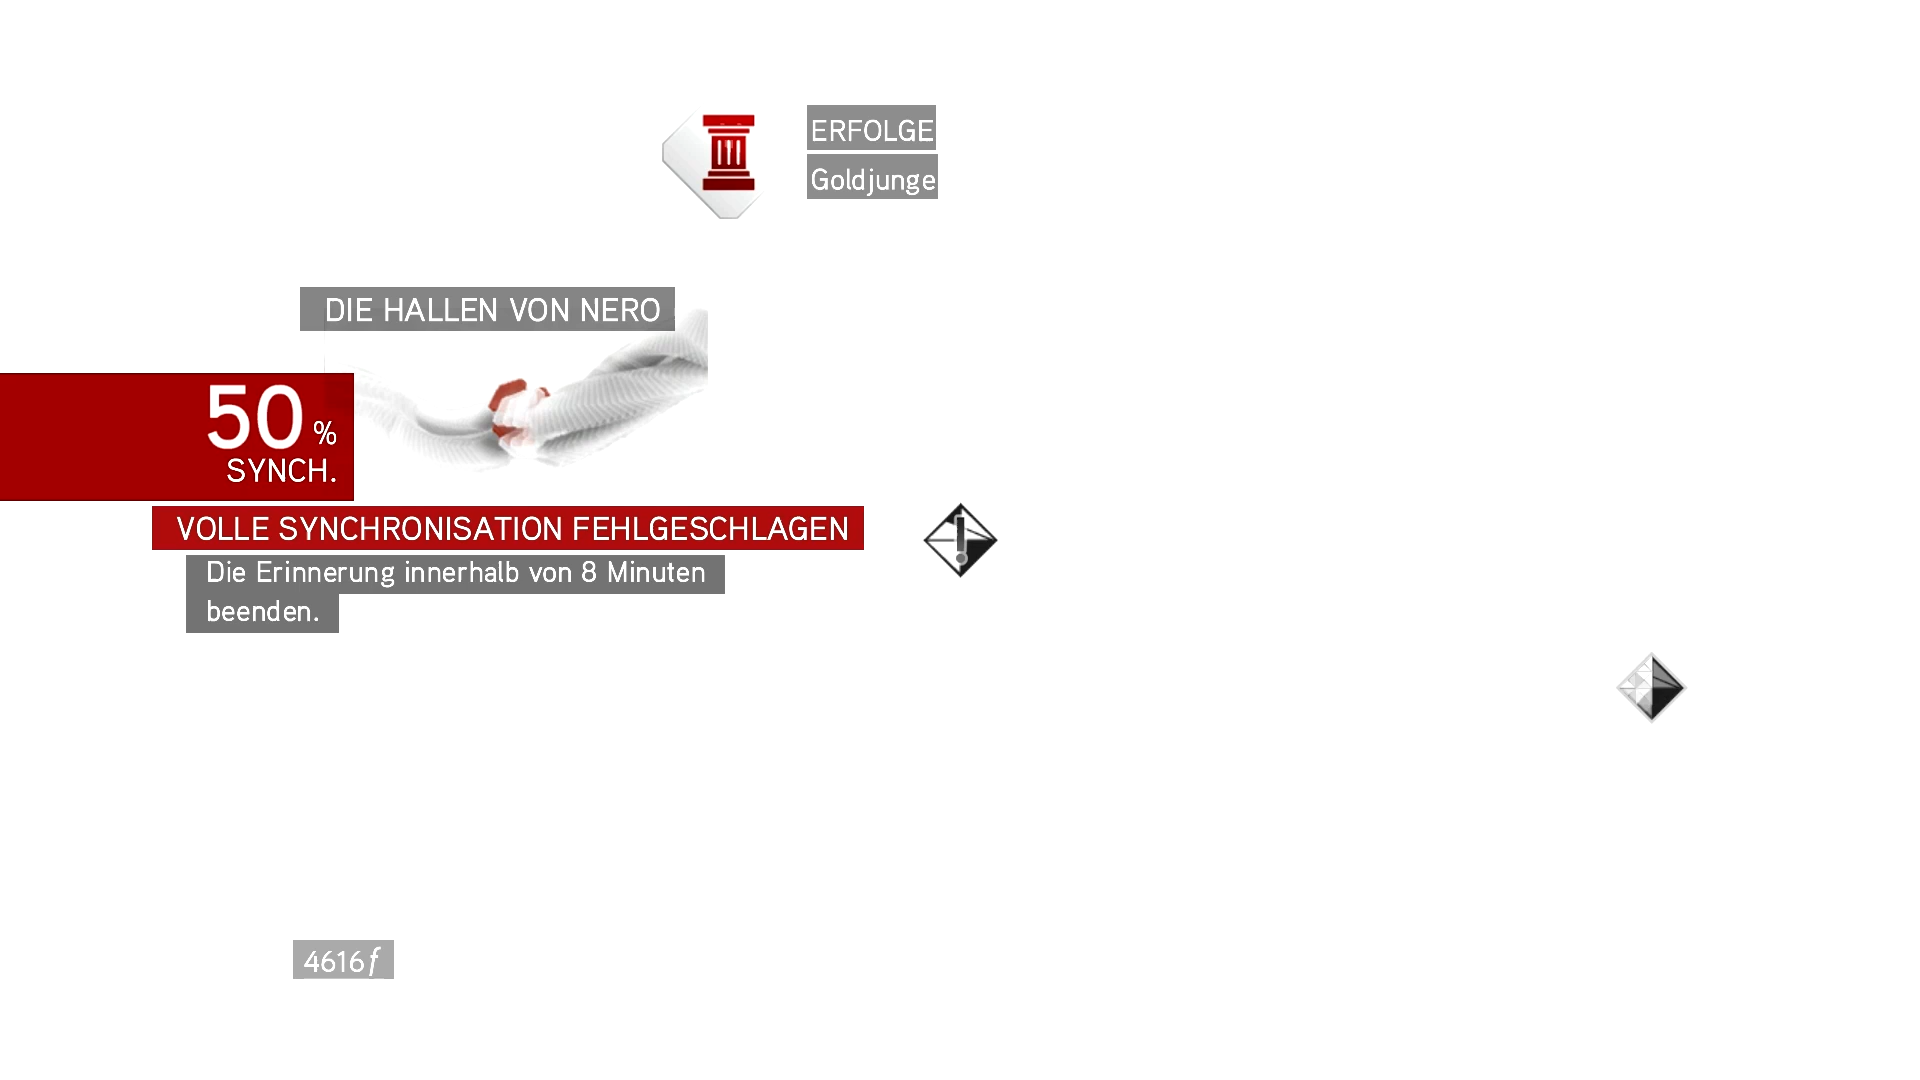 ERFOLGE
Goldjunge
DIE HALLEN VON NERO
50 %
SYNCH.
VOLLE SYNCHRONISATION FEHLGESCHLAGEN
Die Erinnerung innerhalb von 8 Minuten
beenden.
4616 ƒ